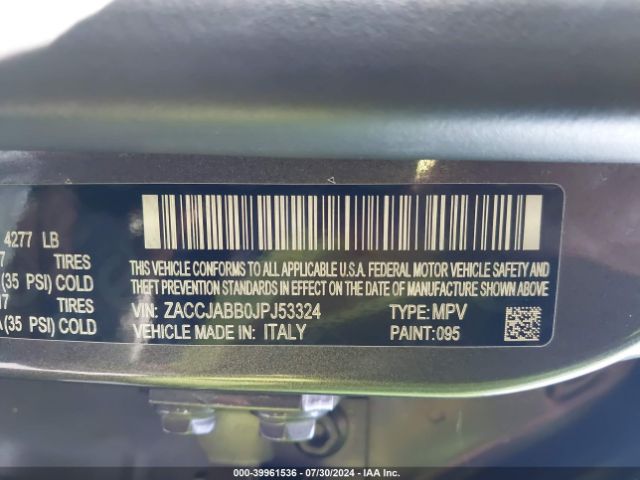 4277 LB
7 TIRES
(35 PSI) COLD
17 TIRES
(35 PSI) COLD
THIS VEHICLE CONFORMS TO ALL APPLICABLE U.S.A. FEDERAL MOTOR VEHICLE SAFETY AND
THEFT PREVENTION STANDARDS IN EFFECT ON THE DATE OF MANUFACTURE SHOWN ABOVE
VIN: ZACCJABB0JPJ53324 TYPE: MPV
VEHICLE MADE IN: ITALY PAINT: 095
000-39961536 - 07/30/2024 - IAA Inc.